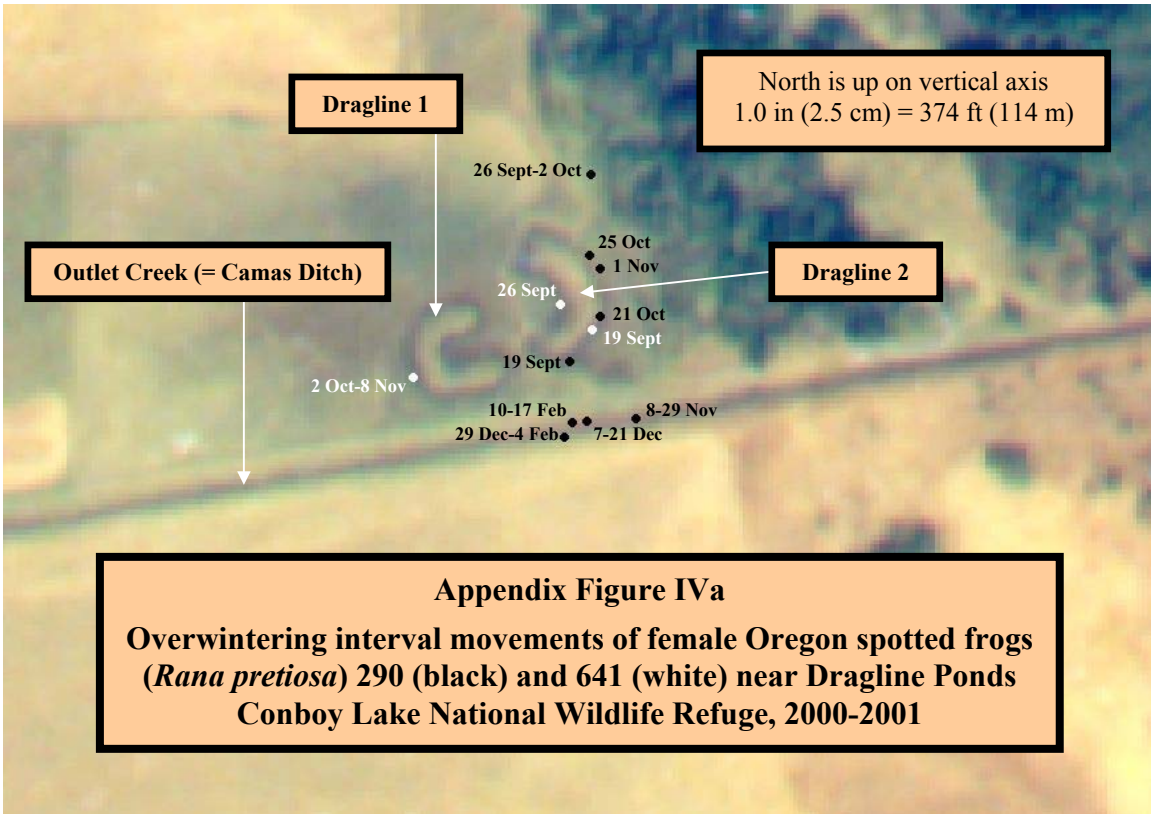 North is up on vertical axis
1.0 in (2.5 cm) = 374 ft (114 m)
Dragline 1
26 Sept-2 Oct
25 Oct
1 Nov
Outlet Creek (= Camas Ditch)
Dragline 2
26 Sept
21 Oct
19 Sept
19 Sept
2 Oct-8 Nov
10-17 Feb
8-29 Nov
29 Dec-4 Feb
7-21 Dec
Appendix Figure IVa
Overwintering interval movements of female Oregon spotted frogs
(Rana pretiosa) 290 (black) and 641 (white) near Dragline Ponds
Conboy Lake National Wildlife Refuge, 2000-2001